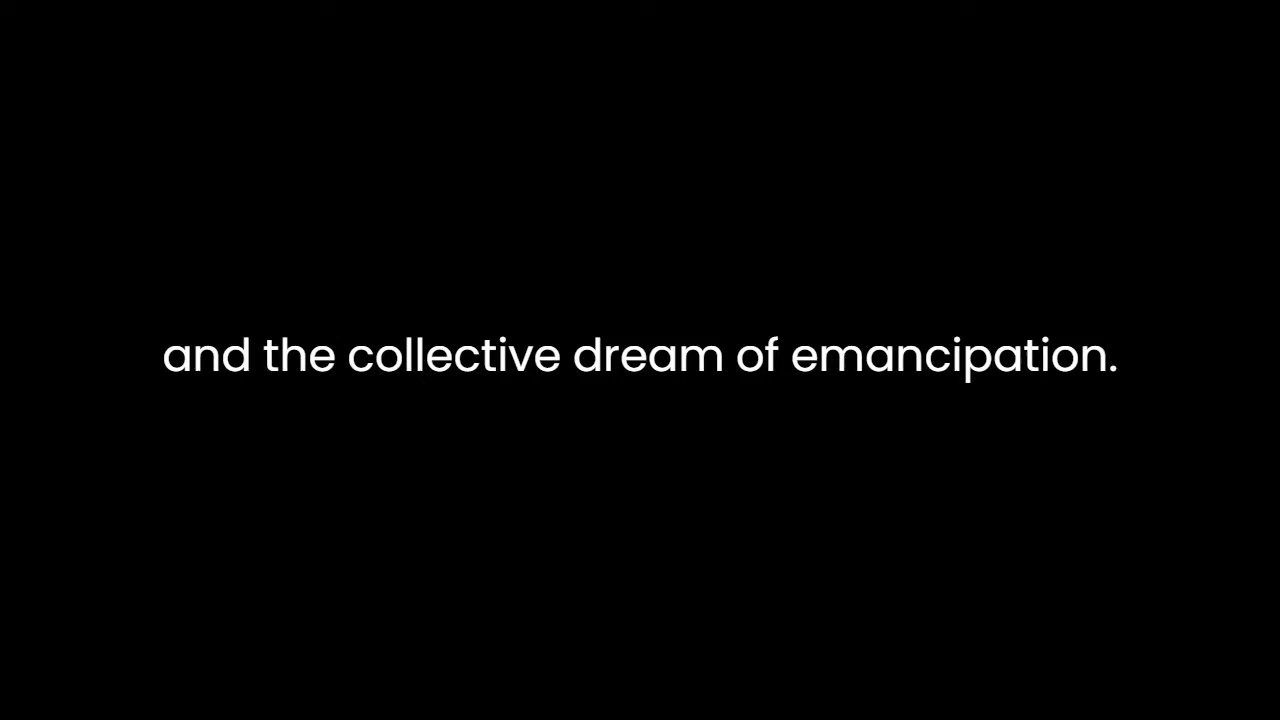 and the collective dream of emancipation.